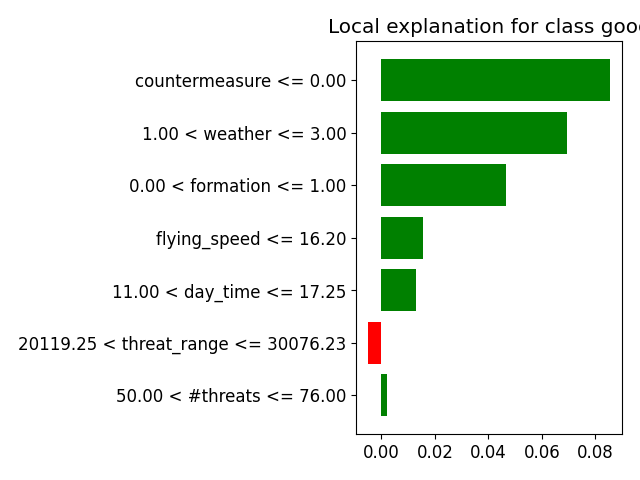 Local explanation for class good
countermeasure <= 0.00
1.00 < weather <= 3.00
0.00 < formation <= 1.00
flying_speed <= 16.20
11.00 < day_time <= 17.25
20119.25 < threat_range <= 30076.23
50.00 < #threats <= 76.00
0.00 0.02 0.04 0.06 0.08